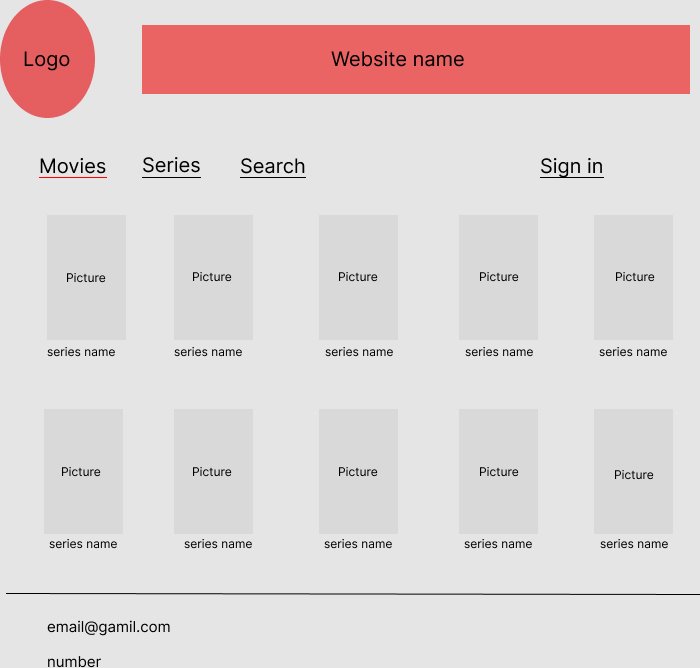 Logo
Website name
Movies
Series
Search
Sign in
Picture
Picture
Picture
Picture
Picture
series name
series name
series name
series name
series name
Picture
Picture
Picture
Picture
Picture
series name
series name
series name
series name
series name
email@gamil.com
number